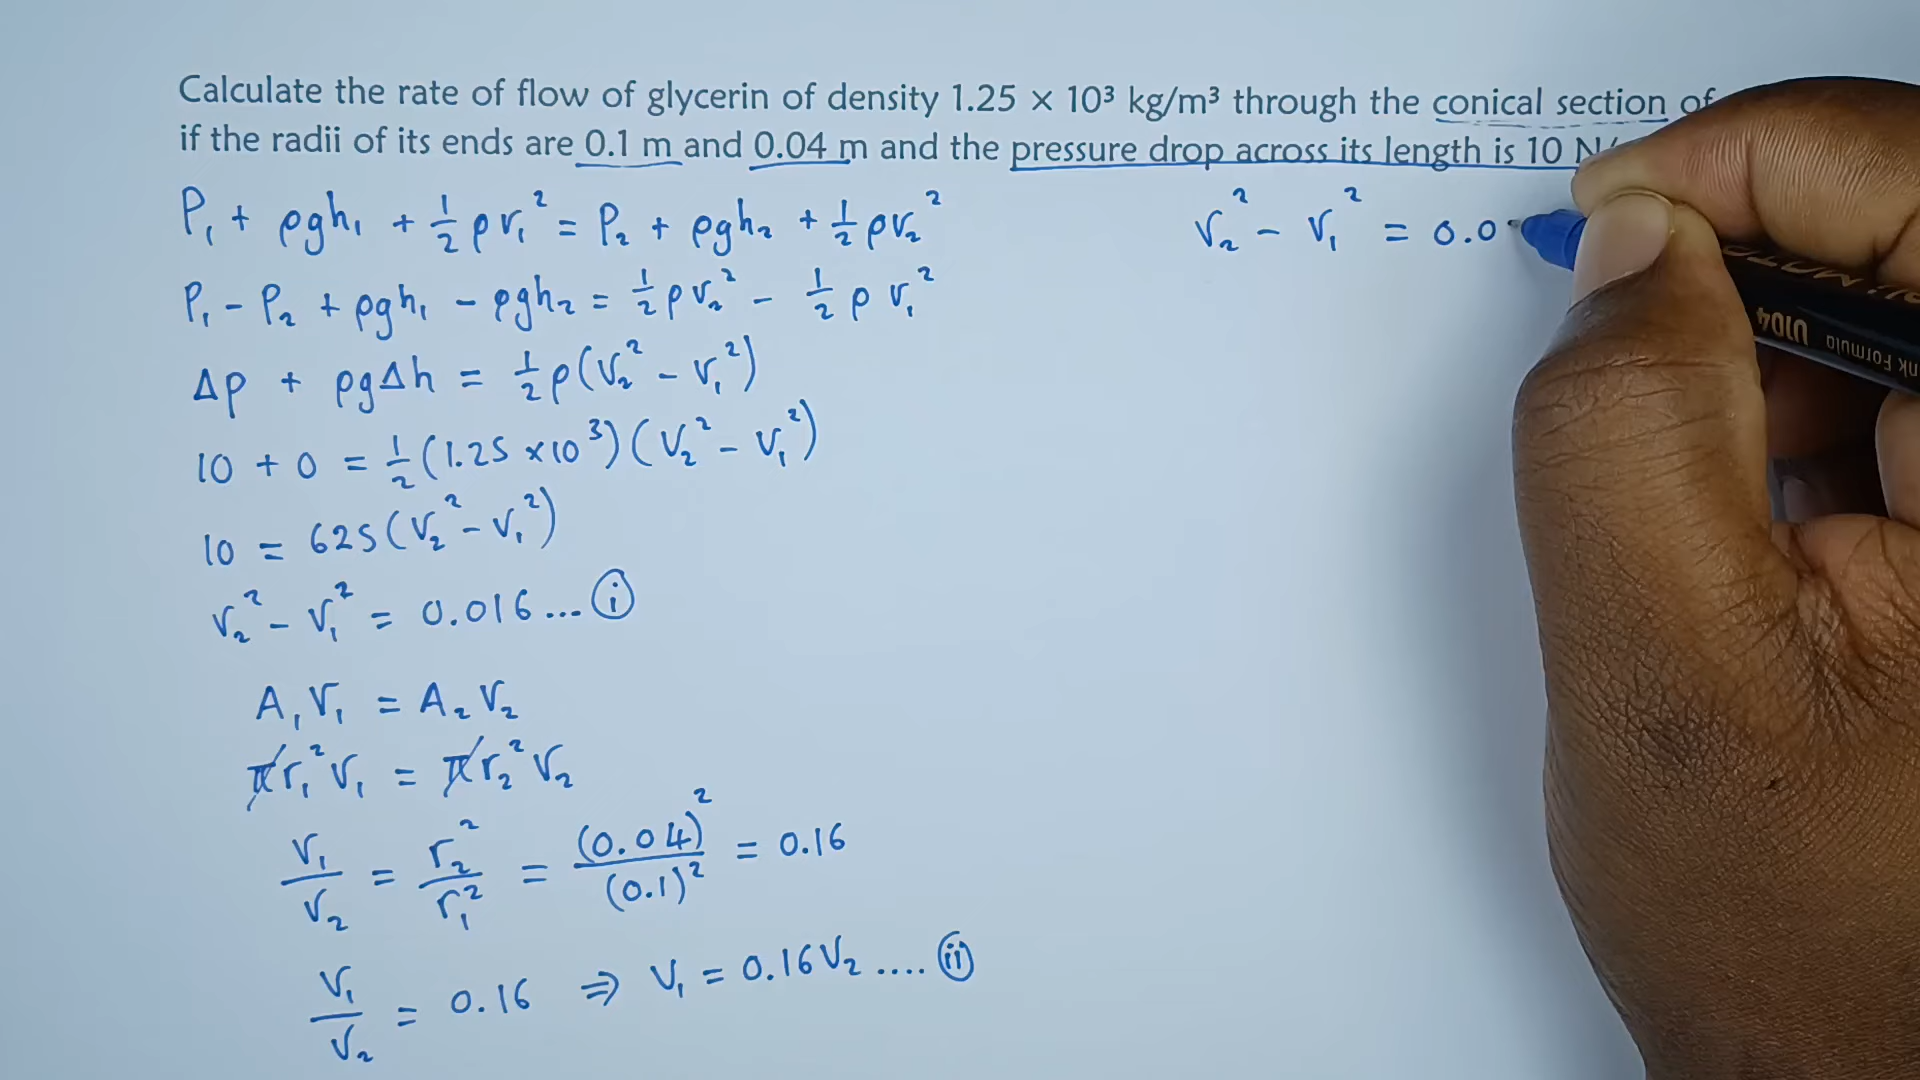 Calculate the rate of flow of glycerin of density 1.25 × 10³ kg/m³ through the conical section of
if the radii of its ends are 0.1 m and 0.04 m and the pressure drop across its length is 10 N/
P₁ + ρgh₁ + ½ρv₁² = P₂ + ρgh₂ + ½ρv₂²
P₁ - P₂ + ρgh₁ - ρgh₂ = ½ρv₂² - ½ρv₁²
Δp + ρgΔh = ½ρ(v₂² - v₁²)
10 + 0 = ½(1.25 × 10³)(v₂² - v₁²)
10 = 625(v₂² - v₁²)
v₂² - v₁² = 0.016 ... (i)
A₁V₁ = A₂V₂
πr₁²v₁ = πr₂²v₂
v₁/v₂ = r₂²/r₁² = (0.04)²/(0.1)² = 0.16
v₁/v₂ = 0.16 ⇒ v₁ = 0.16v₂ .... (ii)
v₂² - v₁² = 0.0
U104